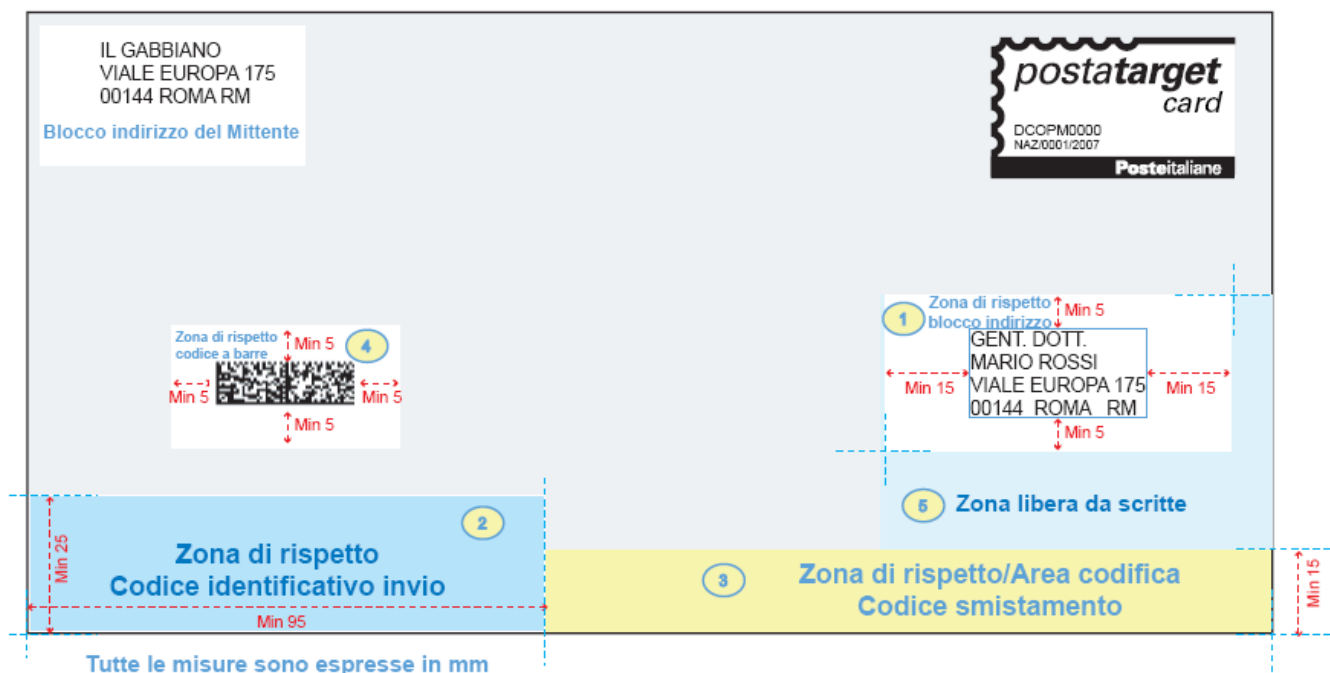 IL GABBIANO
VIALE EUROPA 175
00144 ROMA RM
Blocco indirizzo del Mittente
postatarget
card
DCOPM0000
NAZ/0001/2007
Posteitaliane
Zona di rispetto
codice a barre
4
Min 5
Min 5
Min 5
Min 5
1
Zona di rispetto
blocco indirizzo
Min 5
GENT. DOTT.
MARIO ROSSI
VIALE EUROPA 175
00144 ROMA RM
Min 15
Min 15
Min 5
5
Zona libera da scritte
2
Zona di rispetto
Codice identificativo invio
Min 25
Min 95
3
Zona di rispetto/Area codifica
Codice smistamento
Min 15
Tutte le misure sono espresse in mm